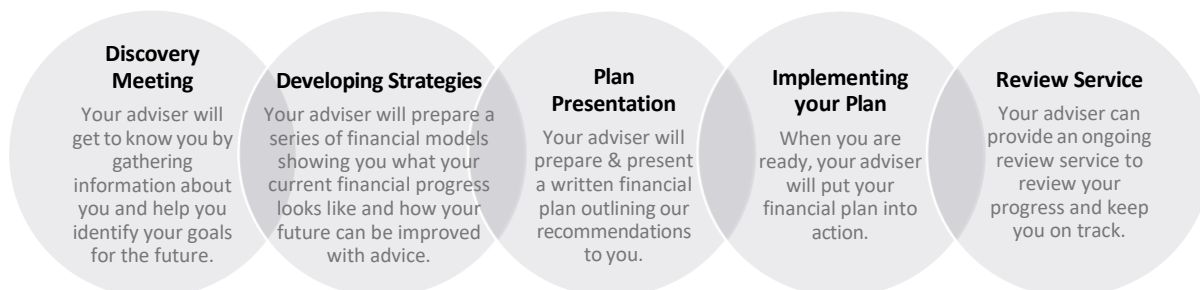 Discovery
Meeting
Your adviser will
get to know you by
gathering
information about
you and help you
identify your goals
for the future.
Developing Strategies
Your adviser will prepare a
series of financial models
showing you what your
current financial progress
looks like and how your
future can be improved
with advice.
Plan
Presentation
Your adviser will
prepare & present
a written financial
plan outlining our
recommendations
to you.
Implementing
your Plan
When you are
ready, your adviser
will put your
financial plan into
action.
Review Service
Your adviser can
provide an ongoing
review service to
review your
progress and keep
you on track.